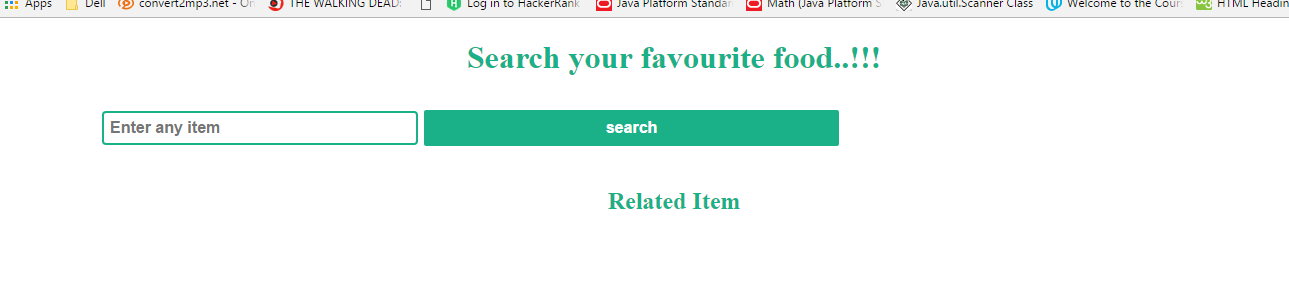 Apps Dell convert2mp3.net - On THE WALKING DEAD: Log in to HackerRank Java Platform Standar Math (Java Platform S Java.util.Scanner Class Welcome to the Cours HTML Heading
Search your favourite food..!!!
Enter any item search
Related Item